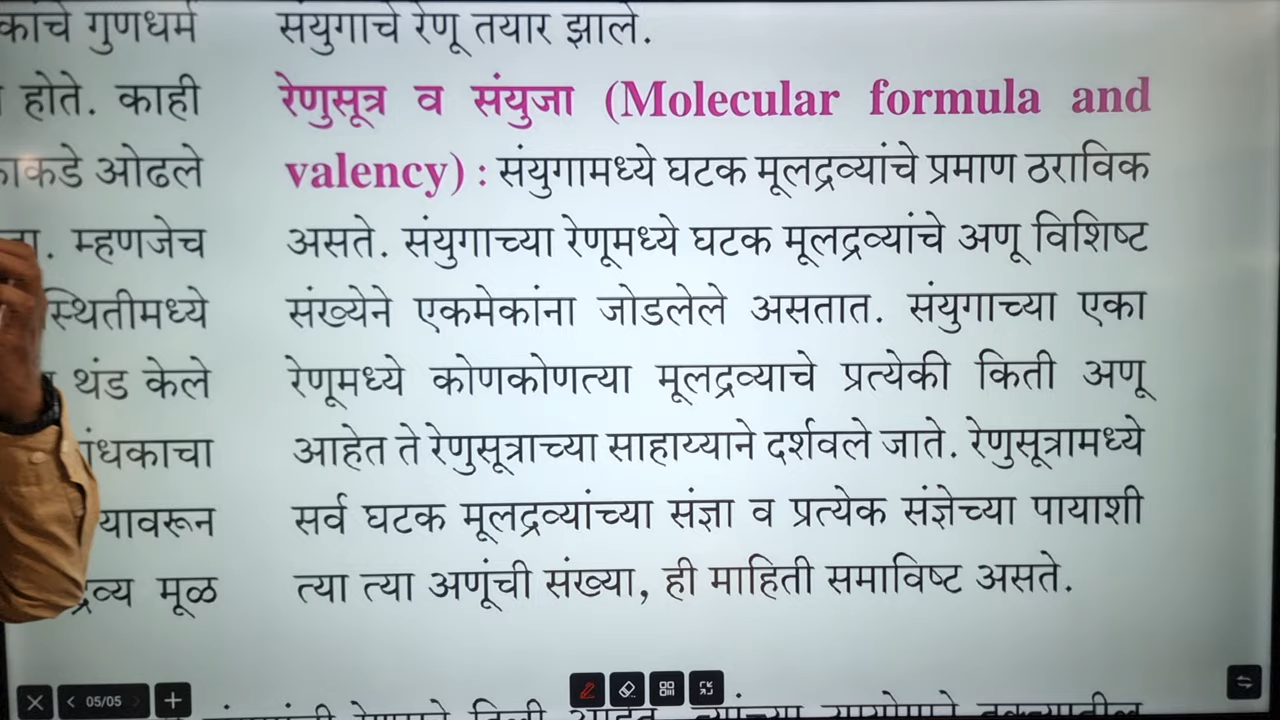 कांचे गुणधर्म
होते. काही
कडे ओढले
म्हणजेच
स्थितीमध्ये
थंड केले
यावरून
मूळ
संयुगाचे रेणू तयार झाले.
रेणुसूत्र व संयुजा (Molecular formula and
valency) : संयुगामध्ये घटक मूलद्रव्यांचे प्रमाण ठराविक
असते. संयुगाच्या रेणूमध्ये घटक मूलद्रव्यांचे अणू विशिष्ट
संख्येने एकमेकांना जोडलेले असतात. संयुगाच्या एका
रेणूमध्ये कोणकोणत्या मूलद्रव्याचे प्रत्येकी किती अणू
आहेत ते रेणुसूत्राच्या साहाय्याने दर्शवले जाते. रेणुसूत्रामध्ये
सर्व घटक मूलद्रव्यांच्या संज्ञा व प्रत्येक संज्ञेच्या पायाशी
त्या त्या अणूंची संख्या, ही माहिती समाविष्ट असते.
05/05